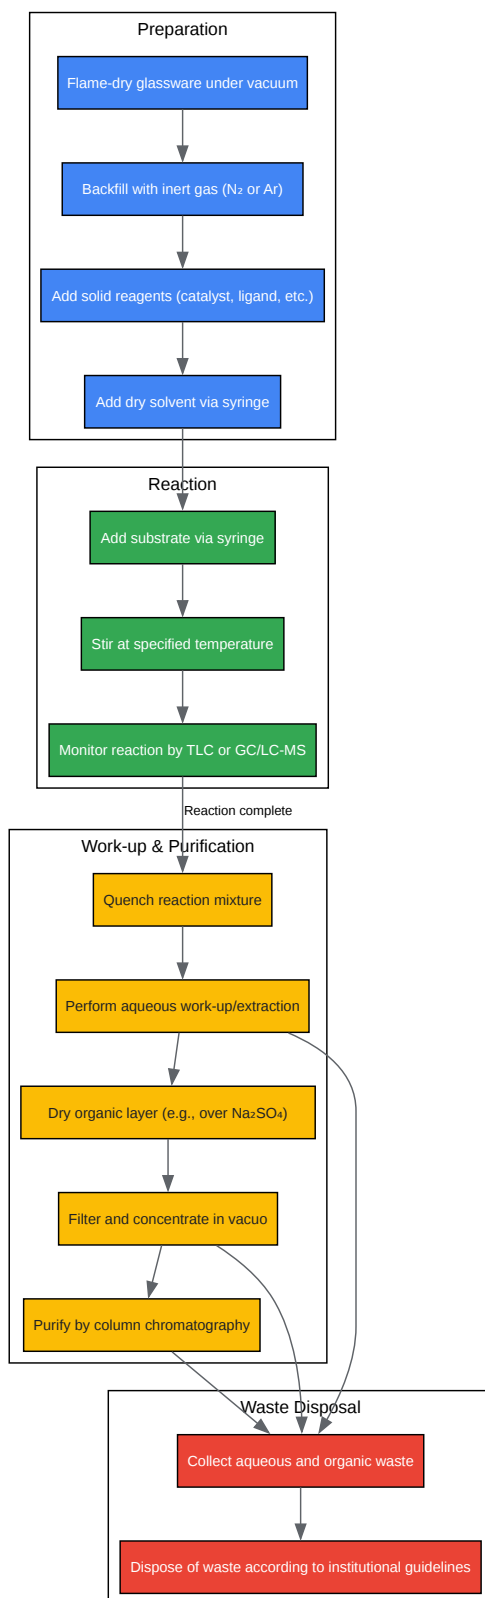 Preparation
Flame-dry glassware under vacuum
Backfill with inert gas (N₂ or Ar)
Add solid reagents (catalyst, ligand, etc.)
Add dry solvent via syringe
Reaction
Add substrate via syringe
Stir at specified temperature
Monitor reaction by TLC or GC/LC-MS
Reaction complete
Work-up & Purification
Quench reaction mixture
Perform aqueous work-up/extraction
Dry organic layer (e.g., over Na₂SO₄)
Filter and concentrate in vacuo
Purify by column chromatography
Waste Disposal
Collect aqueous and organic waste
Dispose of waste according to institutional guidelines